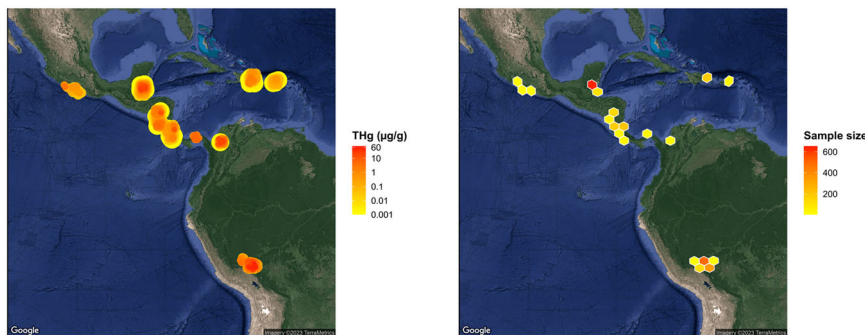 THg (µg/g)
60
10
1
0.1
0.01
0.001
Google
Imagery ©2023 TerraMetrics
Sample size
600
400
200
Google
Imagery ©2023 TerraMetrics